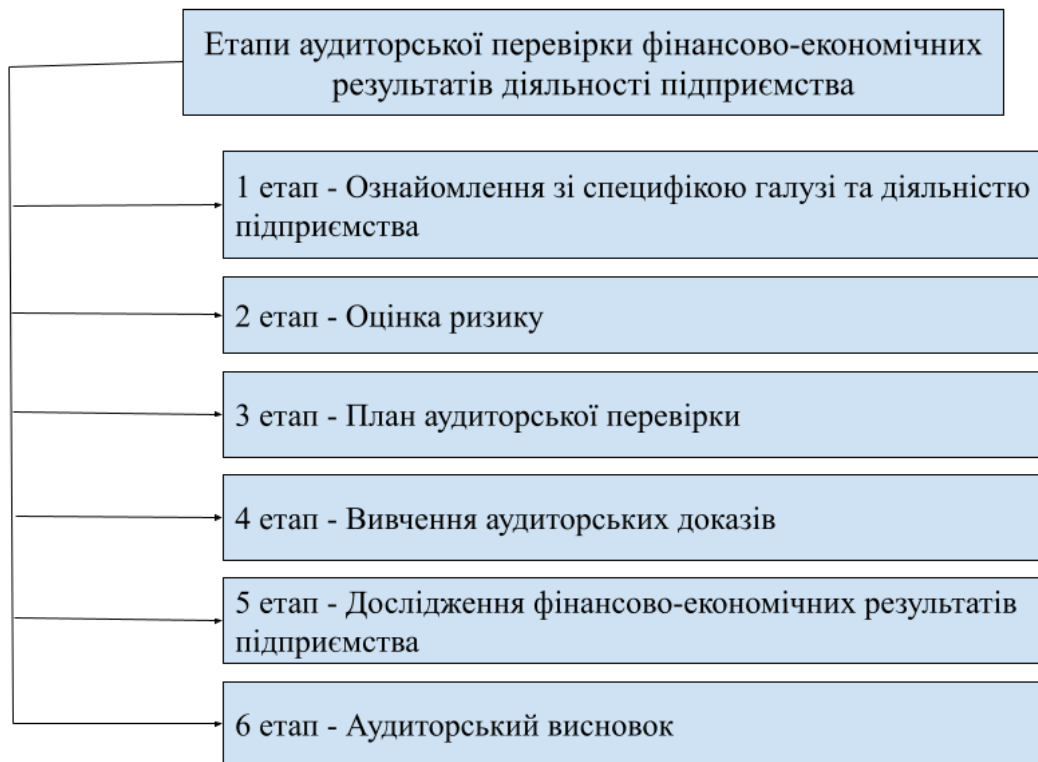 Етапи аудиторської перевірки фінансово-економічних
результатів діяльності підприємства
1 етап - Ознайомлення зі специфікою галузі та діяльністю
підприємства
2 етап - Оцінка ризику
3 етап - План аудиторської перевірки
4 етап - Вивчення аудиторських доказів
5 етап - Дослідження фінансово-економічних результатів
підприємства
6 етап - Аудиторський висновок